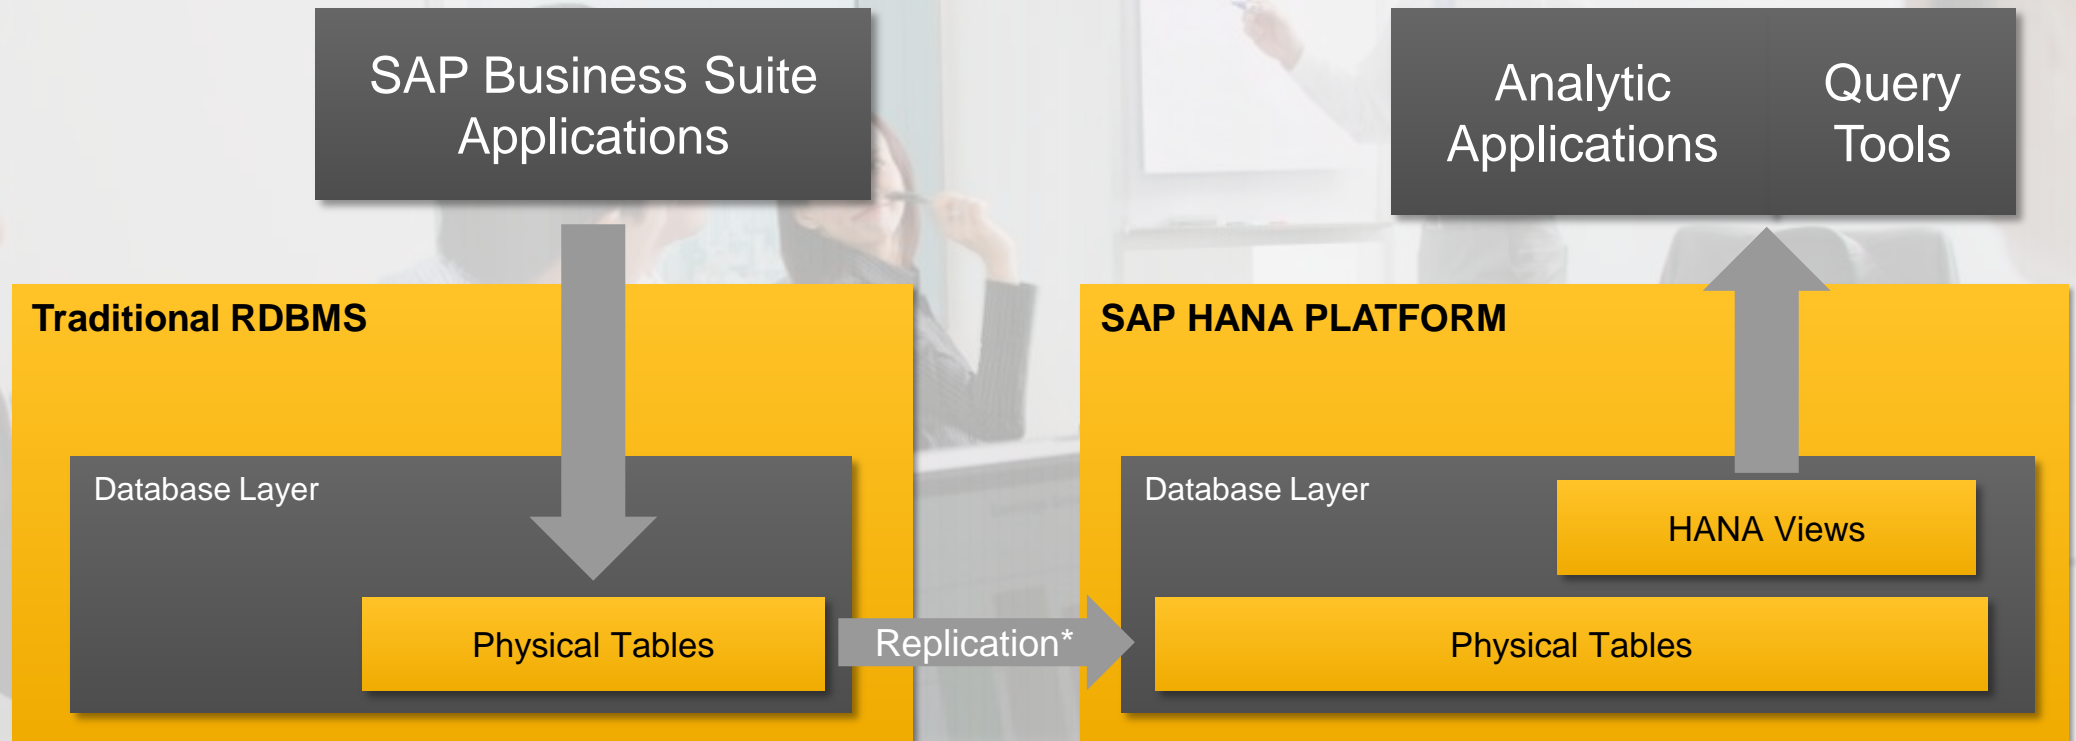 SAP Business Suite
Applications
Analytic
Applications
Query
Tools
Traditional RDBMS
Database Layer
Physical Tables
Replication*
SAP HANA PLATFORM
Database Layer
HANA Views
Physical Tables